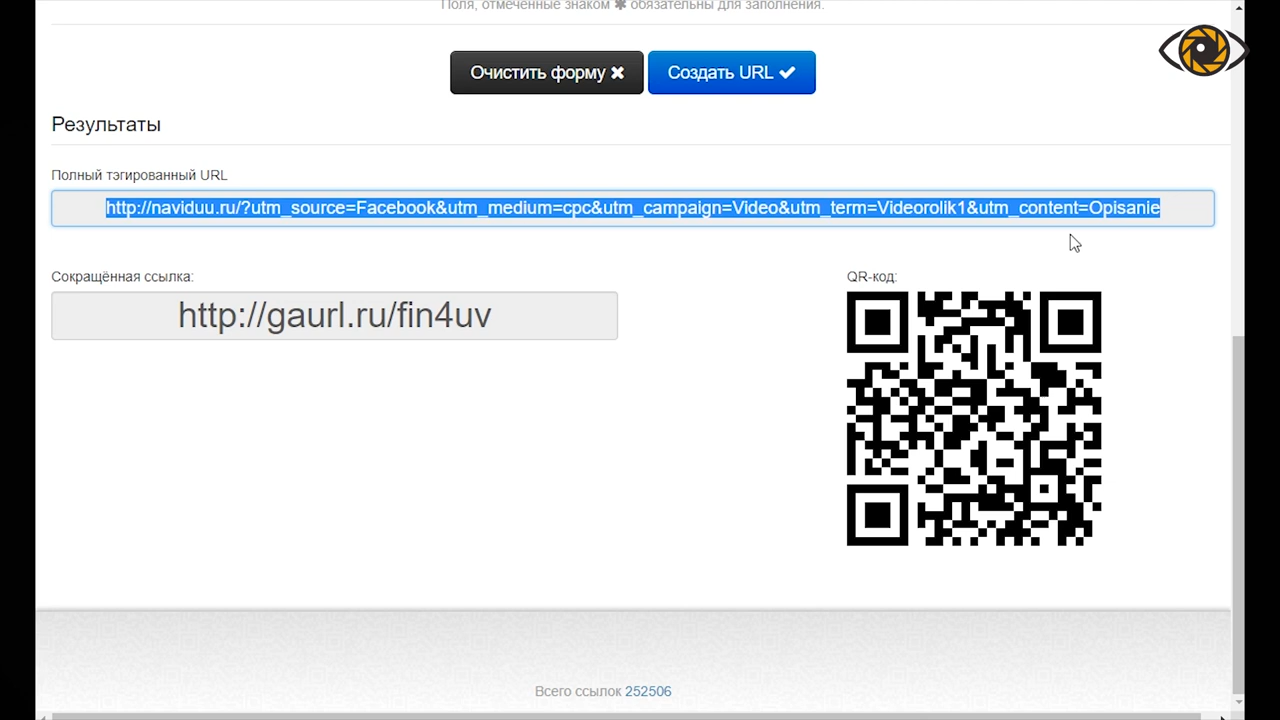 Поля, отмеченные знаком ✱ обязательны для заполнения.
Очистить форму ✖ Создать URL ✔
Результаты
Полный тэгированный URL
http://naviduu.ru/?utm_source=Facebook&utm_medium=cpc&utm_campaign=Video&utm_term=Videorolik1&utm_content=Opisanie
Сокращённая ссылка:
QR-код:
http://gaurl.ru/fin4uv
Всего ссылок 252506